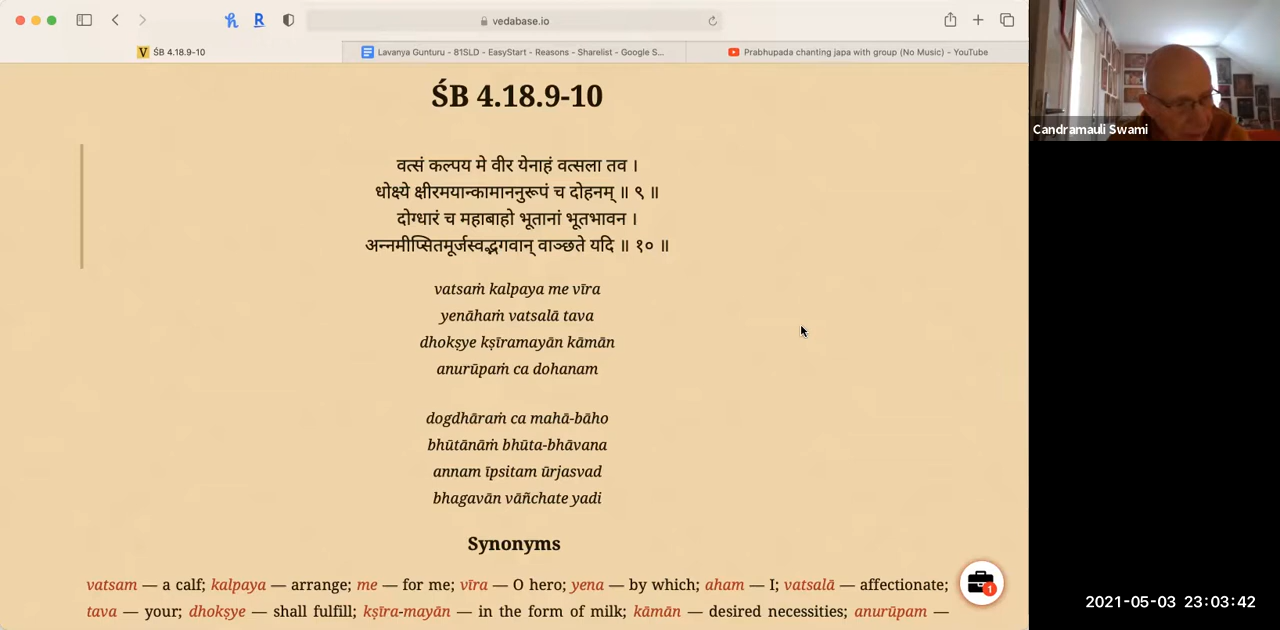 vedabase.io
V ŚB 4.18.9-10
Lavanya Gunturu - 81SLD - EasyStart - Reasons - Sharelist - Google S...
Prabhupada chanting japa with group (No Music) - YouTube
Candramauli Swami
ŚB 4.18.9-10
वत्सं कल्पय मे वीर येनाहं वत्सला तव ।
धोक्ष्ये क्षीरमयान्कामाननुरूपं च दोहनम् ॥ ९ ॥
दोग्धारं च महाबाहो भूतानां भूतभावन ।
अन्नमीप्सितमूर्जस्वद्भगवान् वाञ्छते यदि ॥ १० ॥
vatsaṁ kalpaya me vīra
yenāhaṁ vatsalā tava
dhokṣye kṣīramayān kāmān
anurūpaṁ ca dohanam
dogdhāraṁ ca mahā-bāho
bhūtānāṁ bhūta-bhāvana
annam īpsitam ūrjasvad
bhagavān vāñchate yadi
Synonyms
vatsam — a calf; kalpaya — arrange; me — for me; vīra — O hero; yena — by which; aham — I; vatsalā — affectionate;
tava — your; dhokṣye — shall fulfill; kṣīra-mayān — in the form of milk; kāmān — desired necessities; anurūpam —
1
2021-05-03 23:03:42